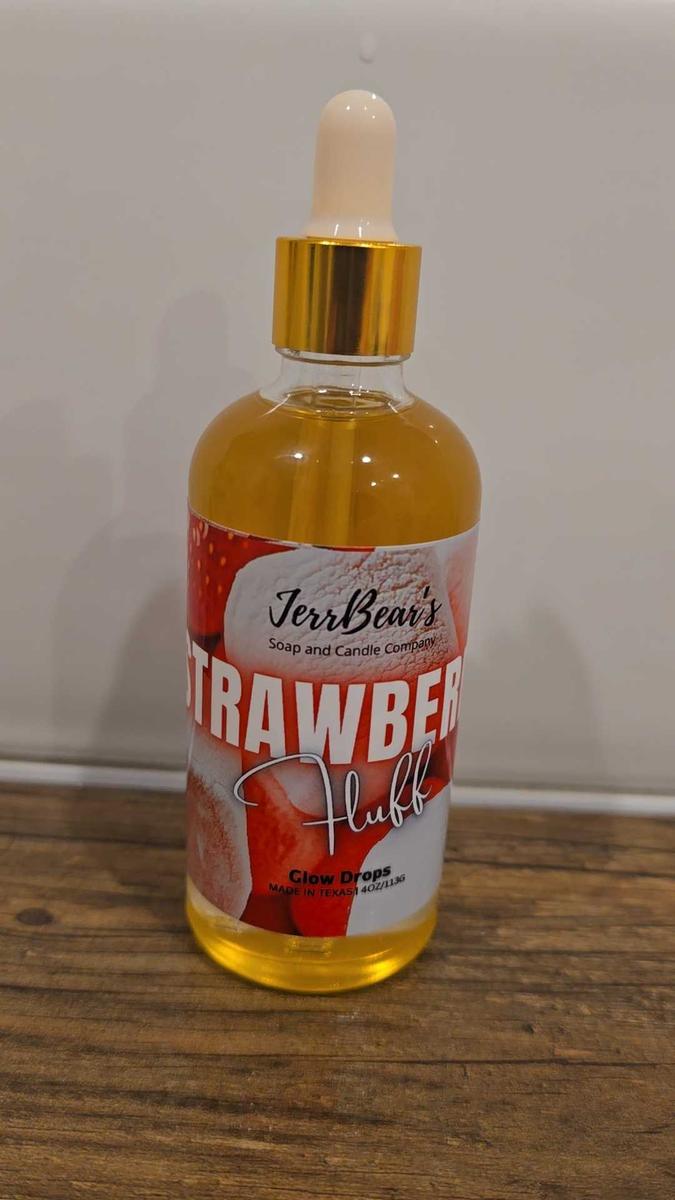 JerrBear's
Soap and Candle Company
STRAWBER
Fluff
Glow Drops
MADE IN TEXAS | 4OZ/113G